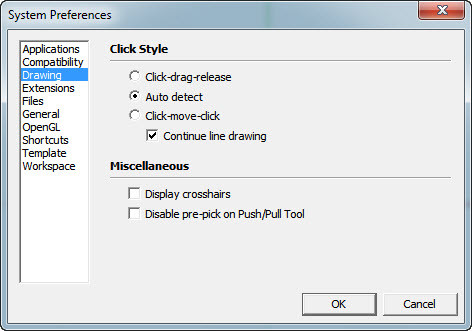 System Preferences
Applications
Compatibility
Drawing
Extensions
Files
General
OpenGL
Shortcuts
Template
Workspace
Click Style
Click-drag-release
Auto detect
Click-move-click
Continue line drawing
Miscellaneous
Display crosshairs
Disable pre-pick on Push/Pull Tool
OK
Cancel